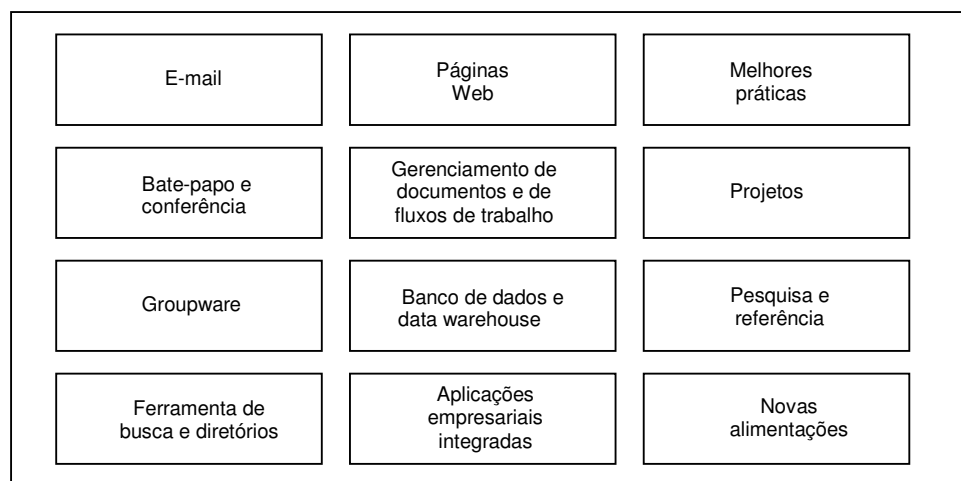 E-mail
Páginas
Web
Melhores
práticas
Bate-papo e
conferência
Gerenciamento de
documentos e de
fluxos de trabalho
Projetos
Groupware
Banco de dados e
data warehouse
Pesquisa e
referência
Ferramenta de
busca e diretórios
Aplicações
empresariais
integradas
Novas
alimentações